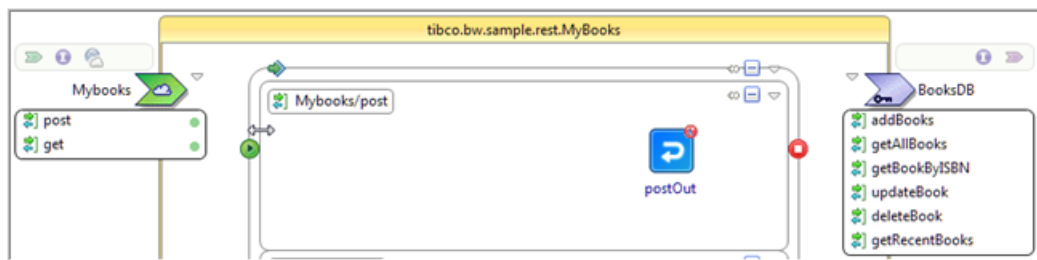 tibco.bw.sample.rest.MyBooks
Mybooks
post
get
Mybooks/post
postOut
BooksDB
addBooks
getAllBooks
getBookByISBN
updateBook
deleteBook
getRecentBooks